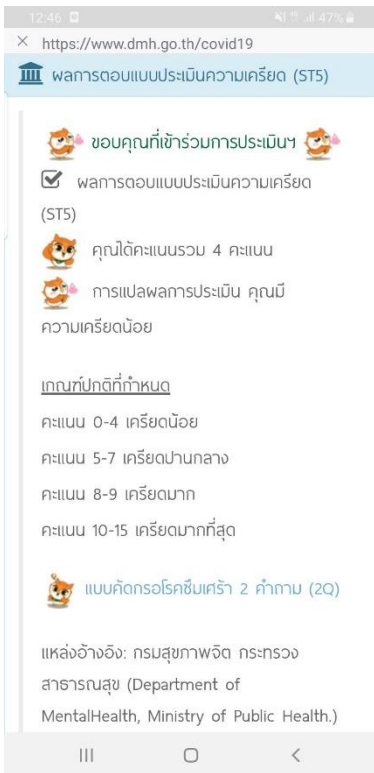 12:46
47%
https://www.dmh.go.th/covid19
ผลการตอบแบบประเมินความเครียด (ST5)
ขอบคุณที่เข้าร่วมการประเมินฯ
ผลการตอบแบบประเมินความเครียด
(ST5)
คุณได้คะแนนรวม 4 คะแนน
การแปลผลการประเมิน คุณมี
ความเครียดน้อย
เกณฑ์ปกติที่กำหนด
คะแนน 0-4 เครียดน้อย
คะแนน 5-7 เครียดปานกลาง
คะแนน 8-9 เครียดมาก
คะแนน 10-15 เครียดมากที่สุด
แบบคัดกรอโรคซึมเศร้า 2 คำถาม (2Q)
แหล่งอ้างอิง: กรมสุขภาพจิต กระทรวง
สาธารณสุข (Department of
MentalHealth, Ministry of Public Health.)